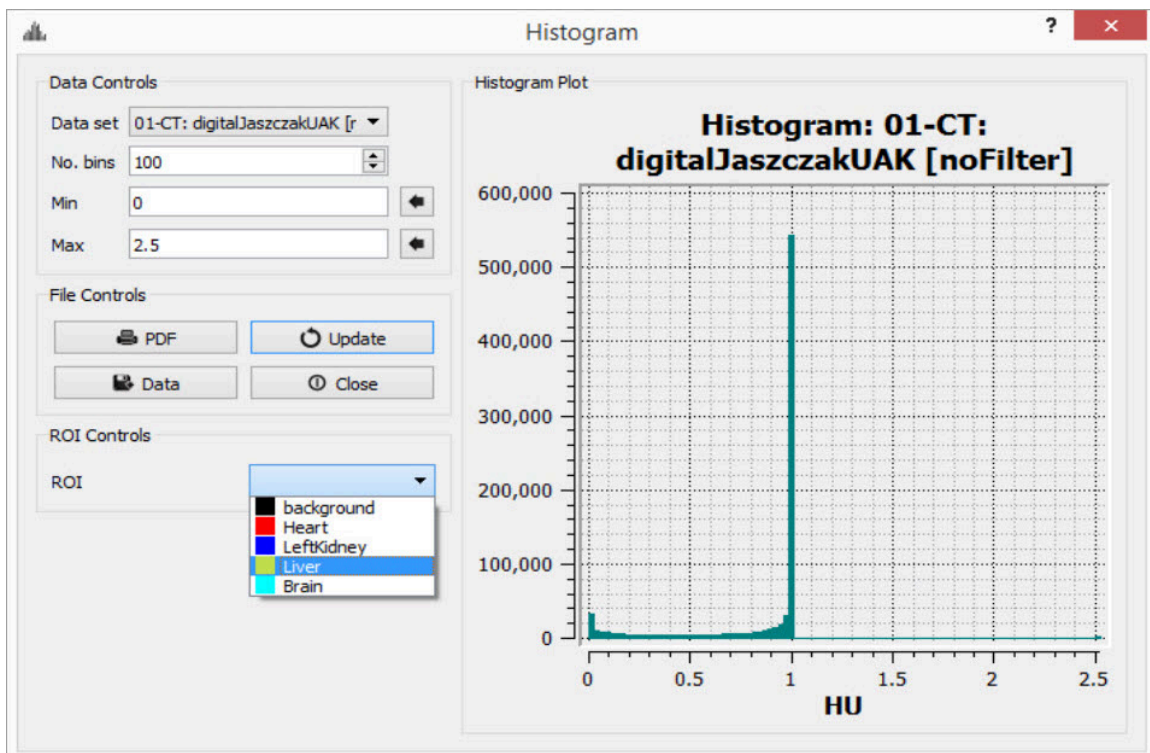 Histogram
?
×
Data Controls
Data set 01-CT: digitalJaszczakUAK [r
No. bins 100
Min 0
Max 2.5
File Controls
PDF Update
Data Close
ROI Controls
ROI
background
Heart
LeftKidney
Liver
Brain
Histogram Plot
Histogram: 01-CT:
digitalJaszczakUAK [noFilter]
600,000
500,000
400,000
300,000
200,000
100,000
0
0 0.5 1 1.5 2 2.5
HU